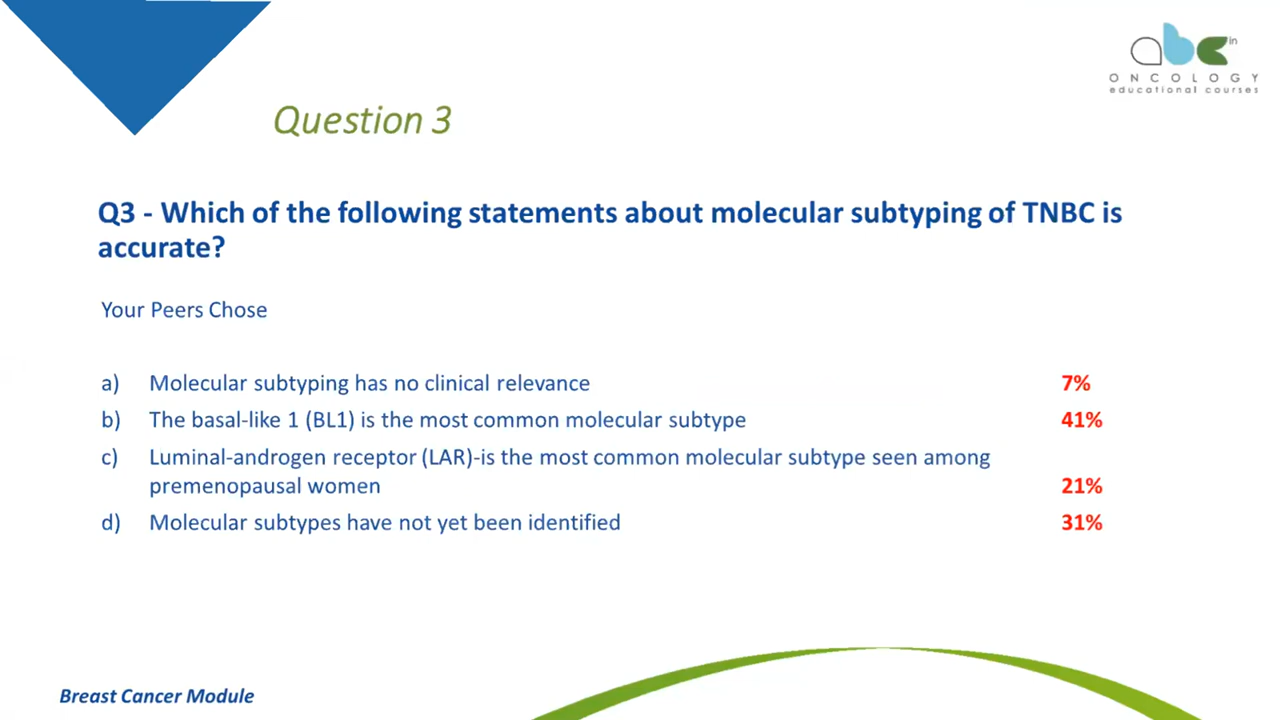 abc in
ONCOLOGY
educational courses
Question 3
Q3 - Which of the following statements about molecular subtyping of TNBC is
accurate?
Your Peers Chose
a) Molecular subtyping has no clinical relevance 7%
b) The basal-like 1 (BL1) is the most common molecular subtype 41%
c) Luminal-androgen receptor (LAR)-is the most common molecular subtype seen among
premenopausal women 21%
d) Molecular subtypes have not yet been identified 31%
Breast Cancer Module